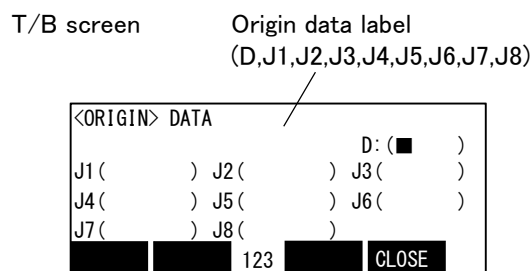 T/B screen
Origin data label
(D,J1,J2,J3,J4,J5,J6,J7,J8)
<ORIGIN> DATA
D:(■ )
J1( ) J2( ) J3( )
J4( ) J5( ) J6( )
J7( ) J8( )
123 CLOSE